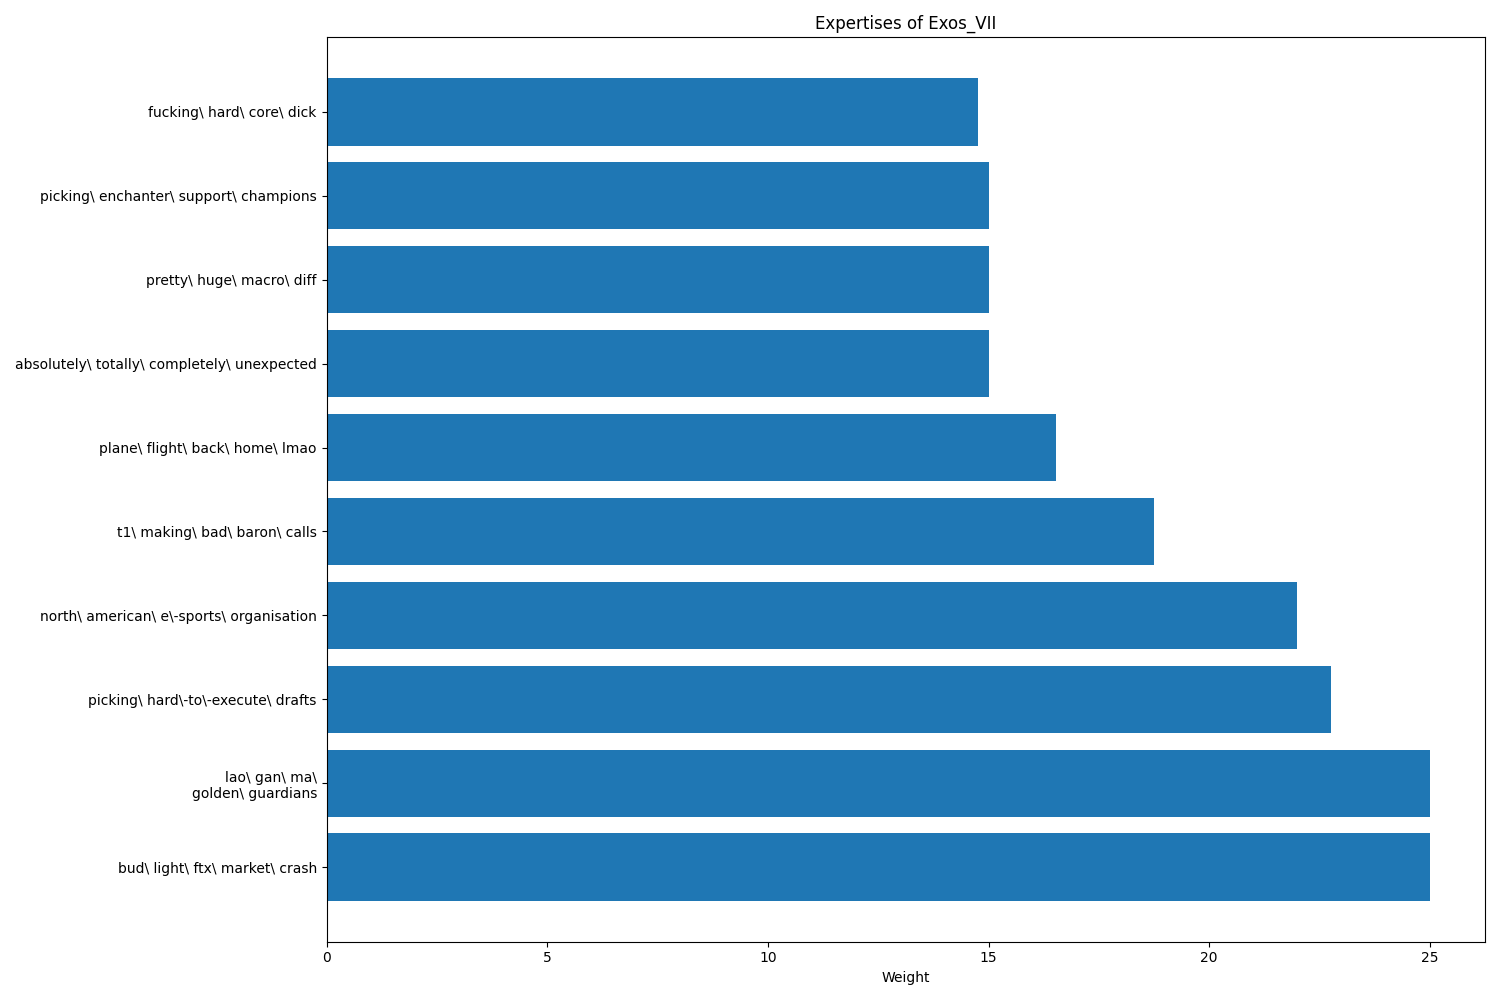 Expertises of Exos_VII
fucking\ hard\ core\ dick
picking\ enchanter\ support\ champions
pretty\ huge\ macro\ diff
absolutely\ totally\ completely\ unexpected
plane\ flight\ back\ home\ lmao
t1\ making\ bad\ baron\ calls
north\ american\ e\-sports\ organisation
picking\ hard\-to\-execute\ drafts
lao\ gan\ ma\
golden\ guardians
bud\ light\ ftx\ market\ crash
0 5 10 15 20 25
Weight